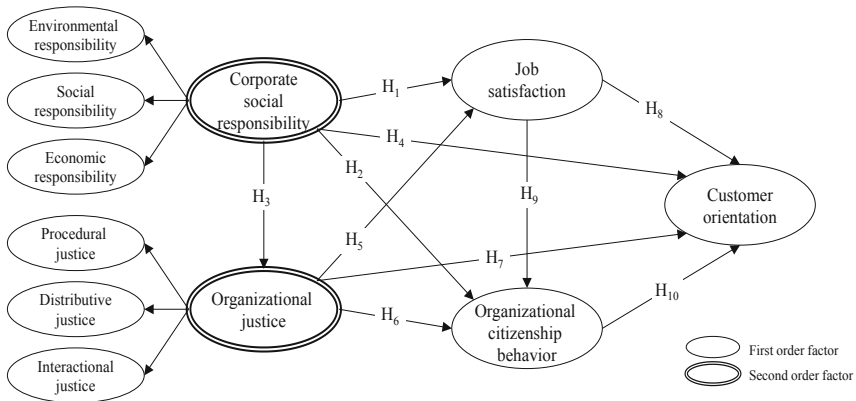 Environmental
responsibility
Social
responsibility
Economic
responsibility
Procedural
justice
Distributive
justice
Interactional
justice
Corporate
social
responsibility
Organizational
justice
H1
H4
H2
H3
H5
H7
H6
Job
satisfaction
H8
H9
Organizational
citizenship
behavior
H10
Customer
orientation
First order factor
Second order factor